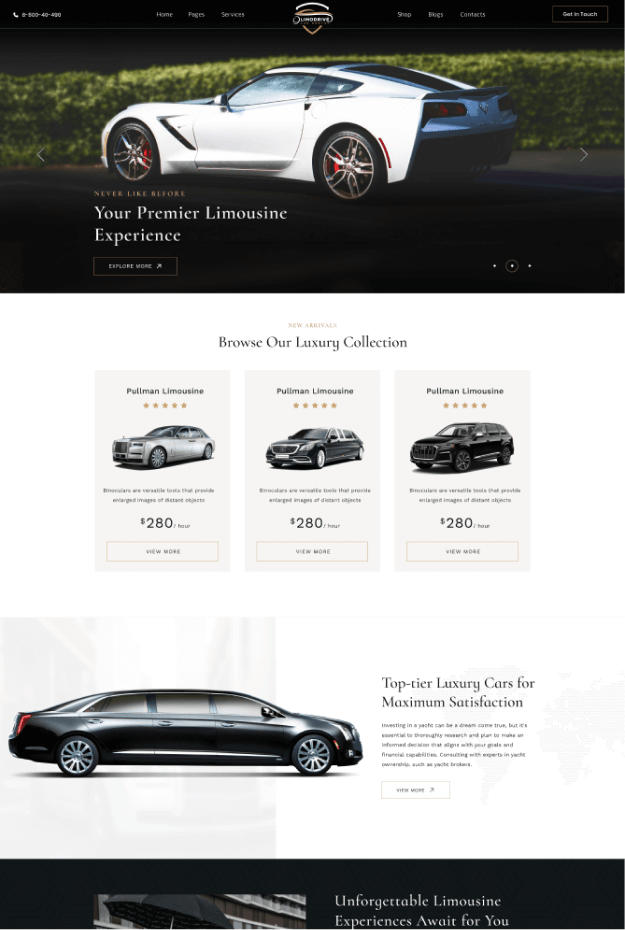 8-800-40-400
Home Pages Services
LIMODRIVE
Shop Blogs Contacts
Get In Touch
NEVER LIKE BEFORE
Your Premier Limousine
Experience
EXPLORE MORE
NEW ARRIVALS
Browse Our Luxury Collection
Pullman Limousine
Binoculars are versatile tools that provide
enlarged images of distant objects
$280/ hour
VIEW MORE
Pullman Limousine
Binoculars are versatile tools that provide
enlarged images of distant objects
$280/ hour
VIEW MORE
Pullman Limousine
Binoculars are versatile tools that provide
enlarged images of distant objects
$280/ hour
VIEW MORE
Top-tier Luxury Cars for
Maximum Satisfaction
Investing in a yacht can be a dream come true, but it's
essential to thoroughly research and plan to make an
informed decision that aligns with your goals and
financial capabilities. Consulting with experts in yacht
ownership, such as yacht brokers.
VIEW MORE
Unforgettable Limousine
Experiences Await for You